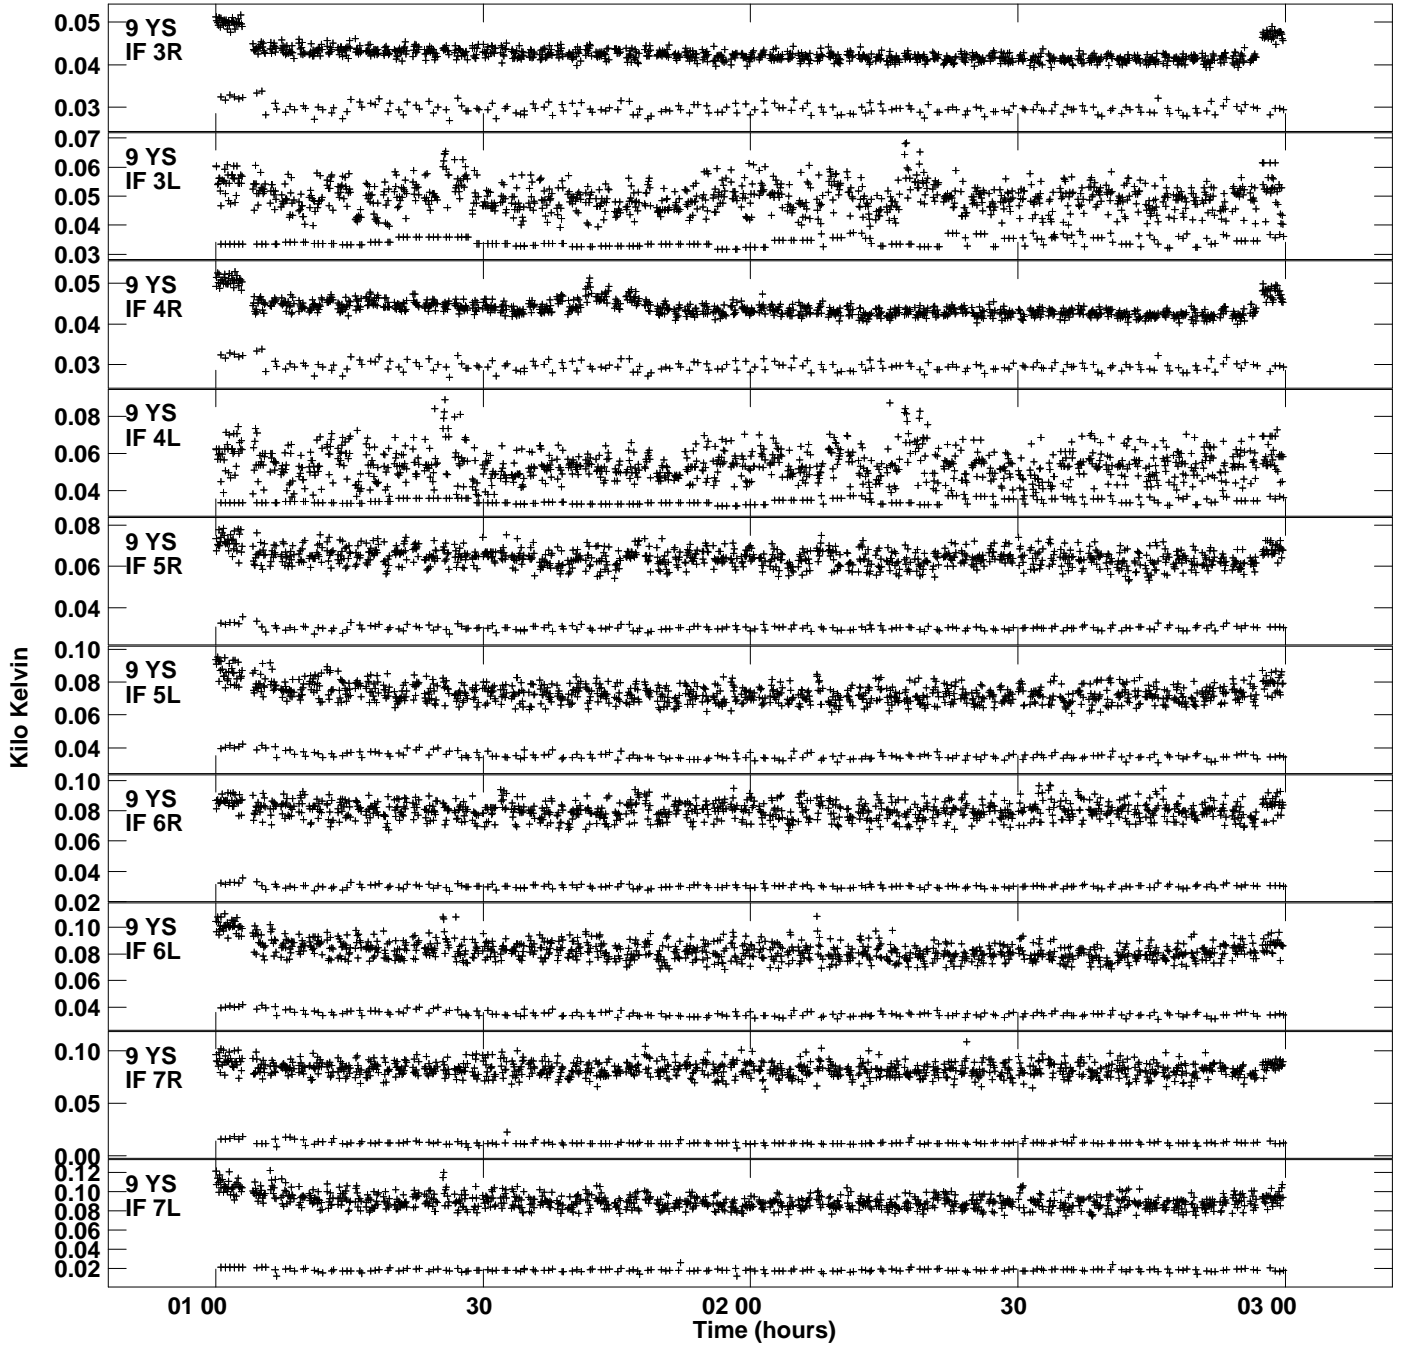 Kilo Kelvin
0.05
0.04
0.03
9 YS
IF 3R
0.07
0.06
0.05
0.04
0.03
9 YS
IF 3L
0.05
0.04
0.03
9 YS
IF 4R
0.08
0.06
0.04
9 YS
IF 4L
0.08
0.06
0.04
9 YS
IF 5R
0.10
0.08
0.06
0.04
9 YS
IF 5L
0.10
0.08
0.06
0.04
0.02
9 YS
IF 6R
0.10
0.08
0.06
0.04
9 YS
IF 6L
0.10
0.05
0.00
9 YS
IF 7R
0.12
0.10
0.08
0.06
0.04
0.02
9 YS
IF 7L
01 00 30 02 00 30 03 00
Time (hours)